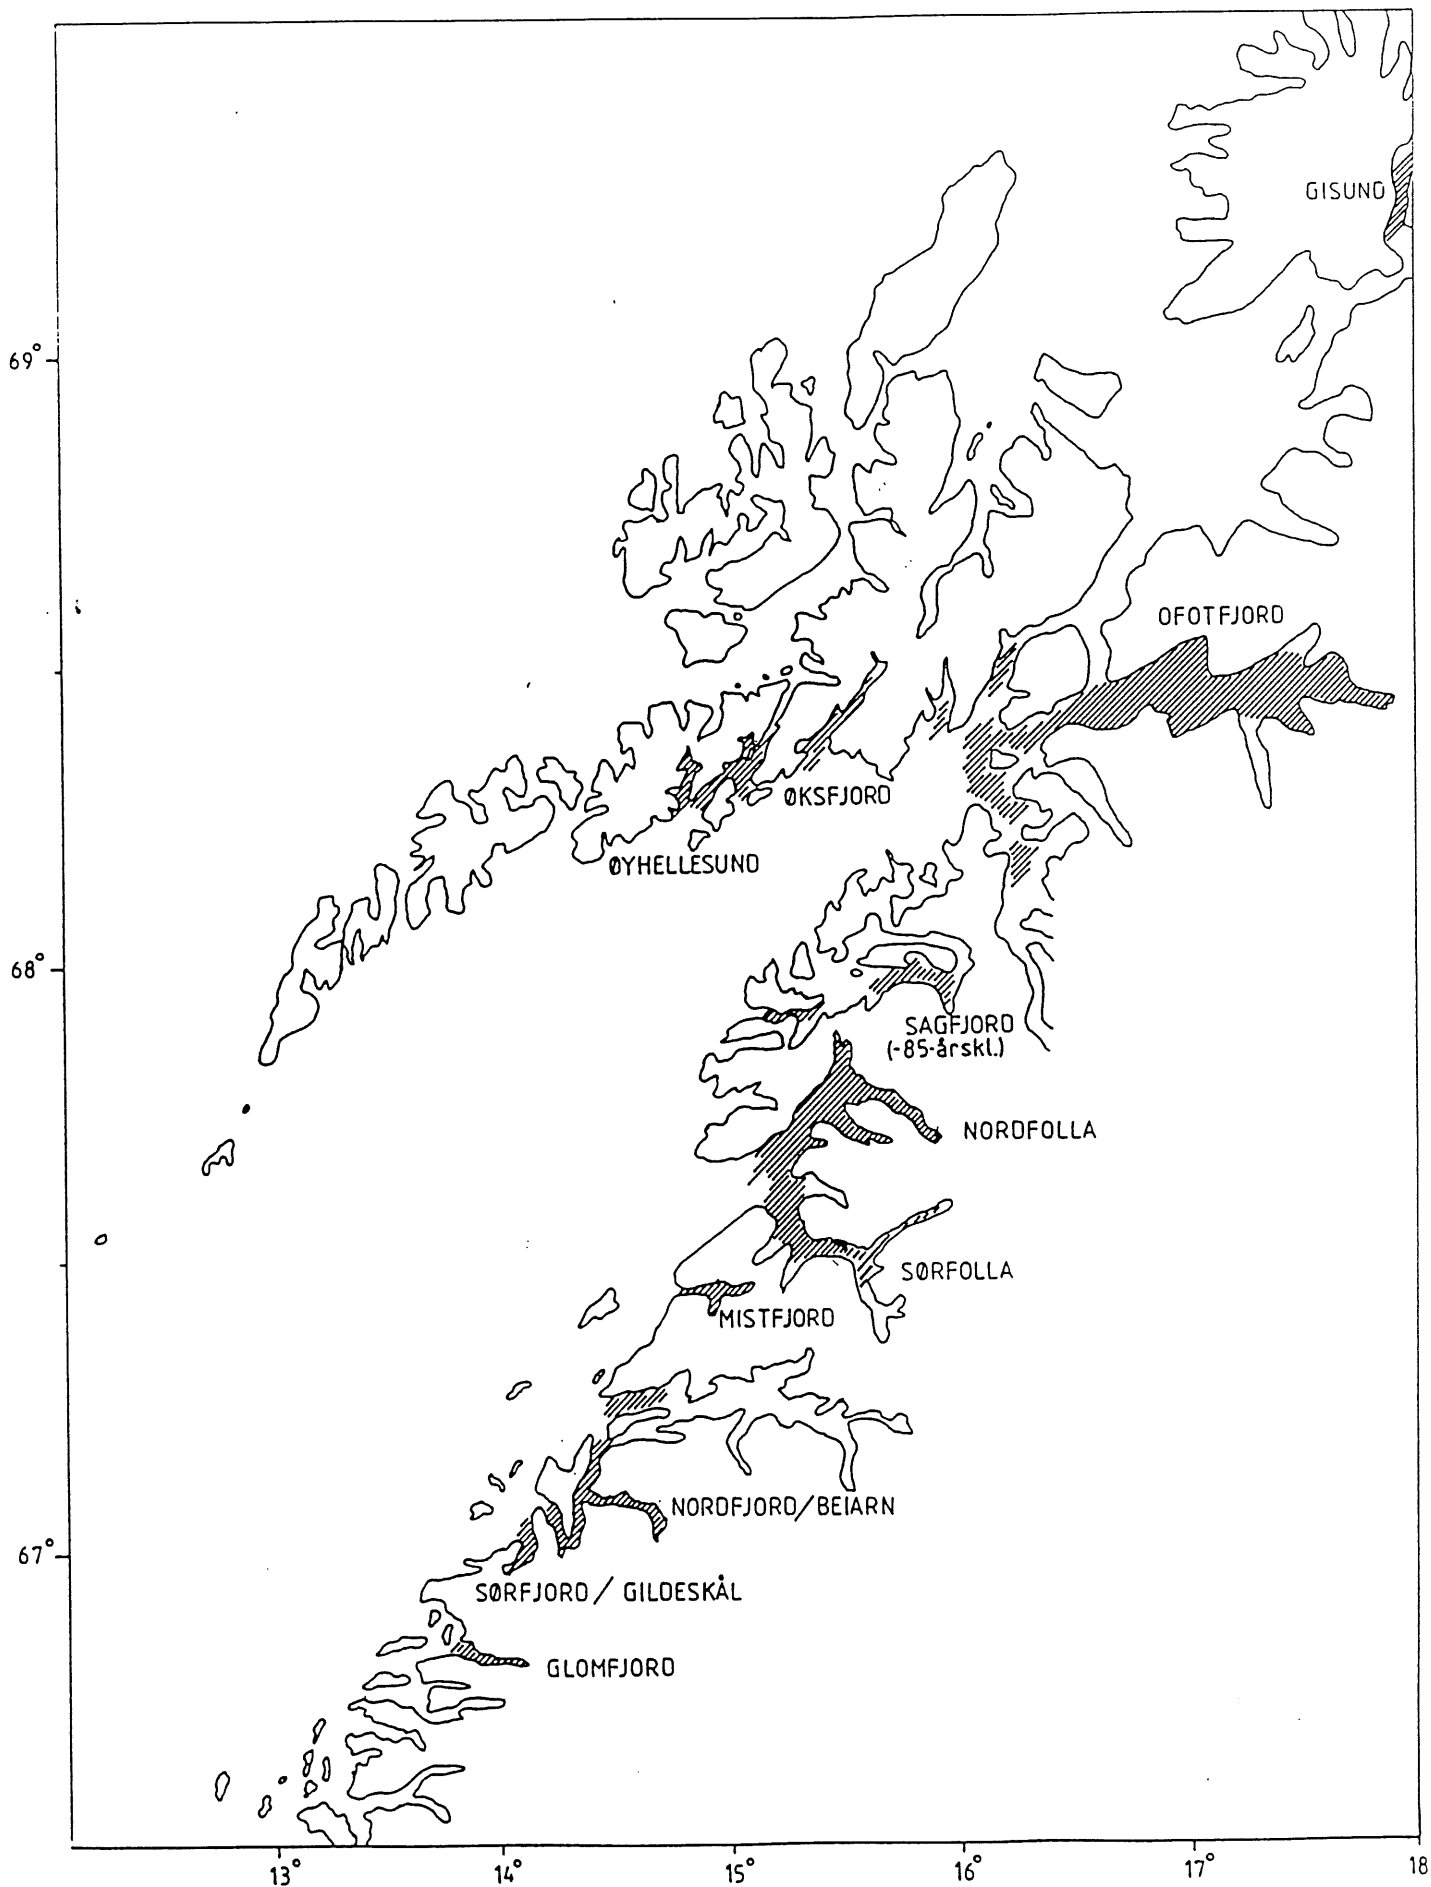 GISUND
69°
OFOTFJORD
ØKSFJORD
ØYHELLESUND
68°
SAGFJORD
(-85-årskl.)
NORDFOLLA
SØRFOLLA
MISTFJORD
NORDFJORD/BEIARN
67°
SØRFJORD / GILDESKÅL
GLOMFJORD
13° 14° 15° 16° 17° 18